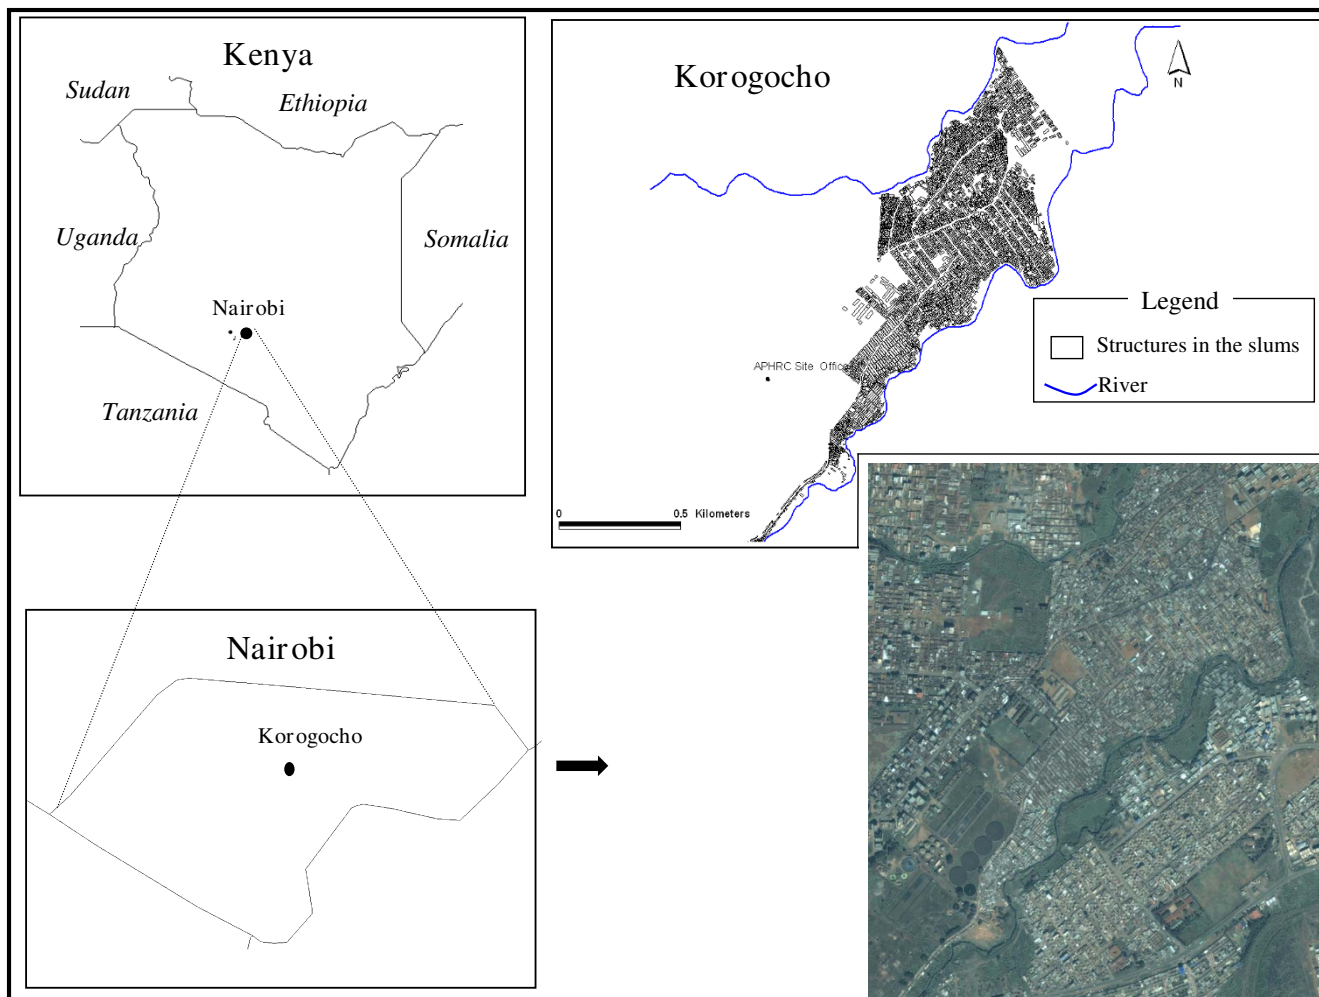 Kenya
Sudan
Ethiopia
Uganda
Somalia
Nairobi
Tanzania
Korogocho
N
APHRC Site Office
Legend
Structures in the slums
River
0 0.5 Kilometers
Nairobi
Korogocho